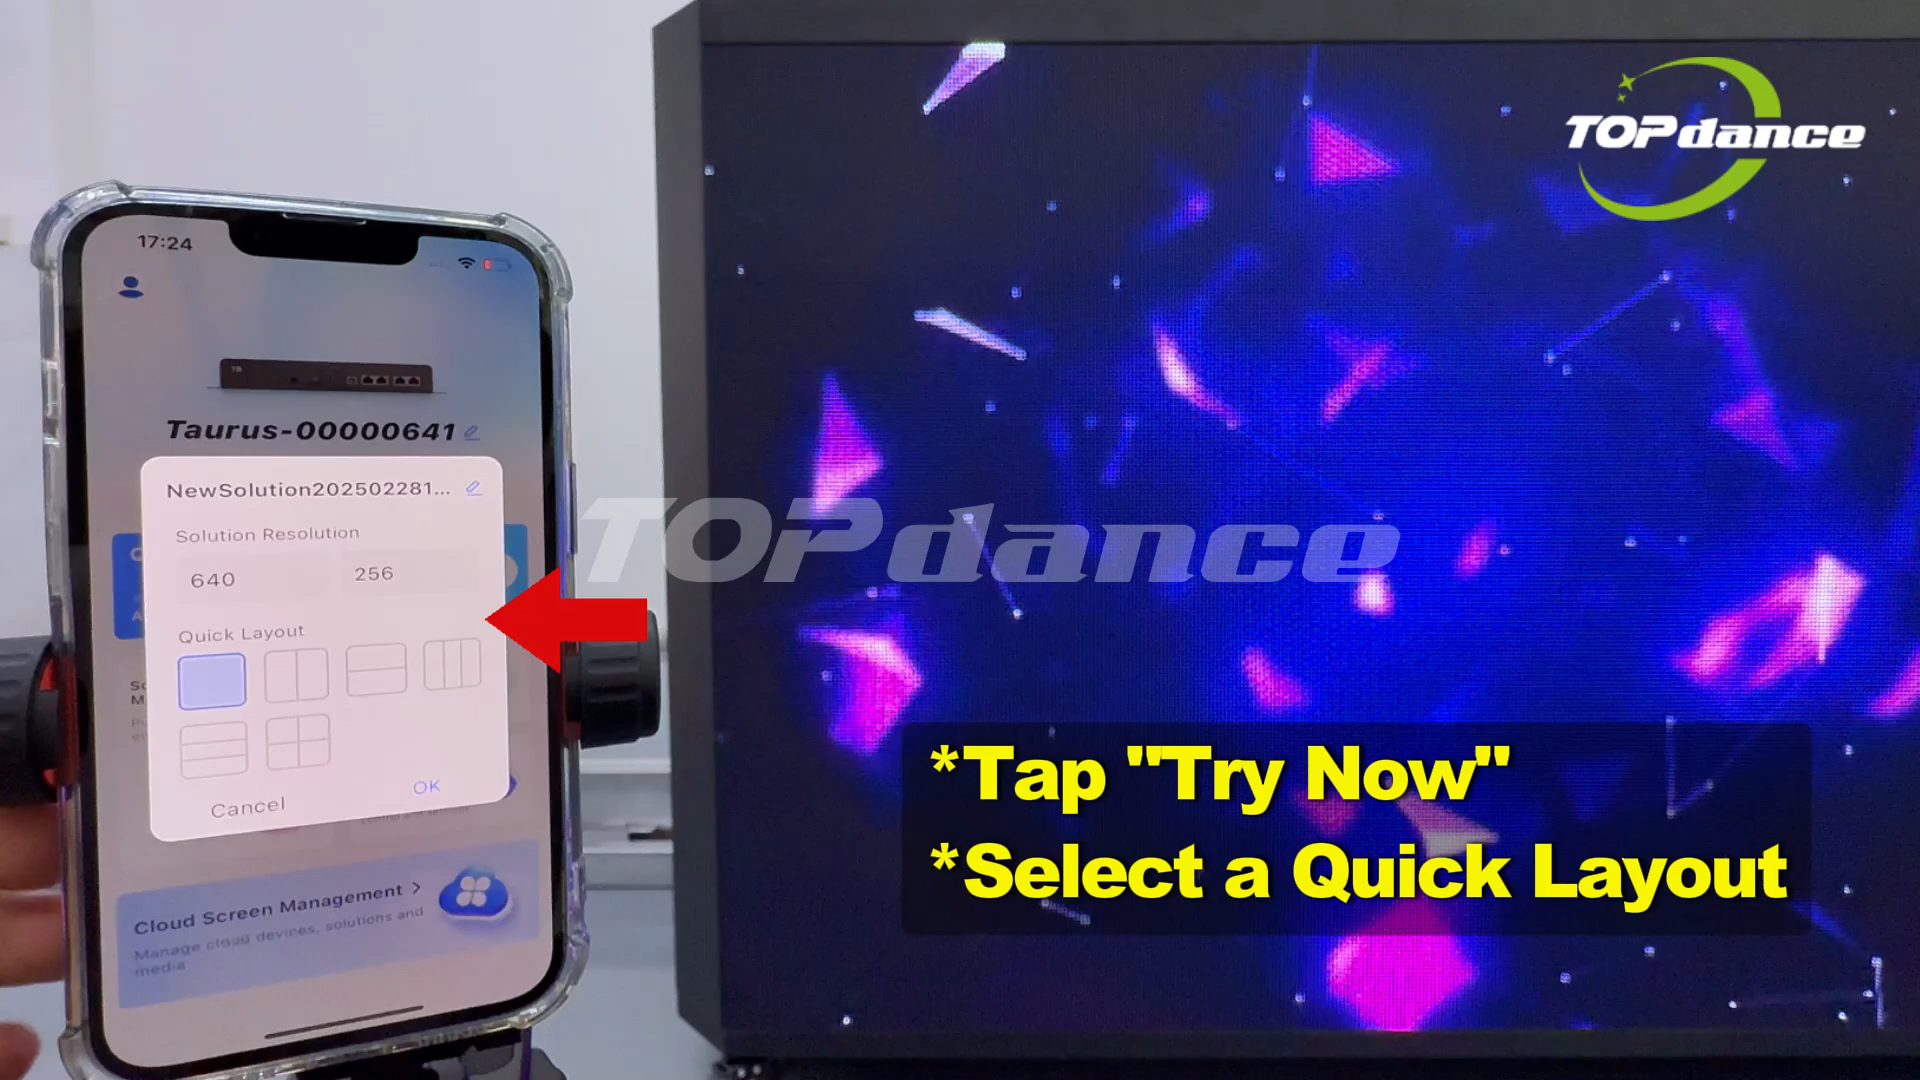 17:24
TB
Taurus-00000641
NewSolution202502281...
Solution Resolution
640
256
Quick Layout
Cancel
OK
Cloud Screen Management >
Manage cloud devices, solutions and
media
TOPdance
TOPdance
*Tap "Try Now"
*Select a Quick Layout